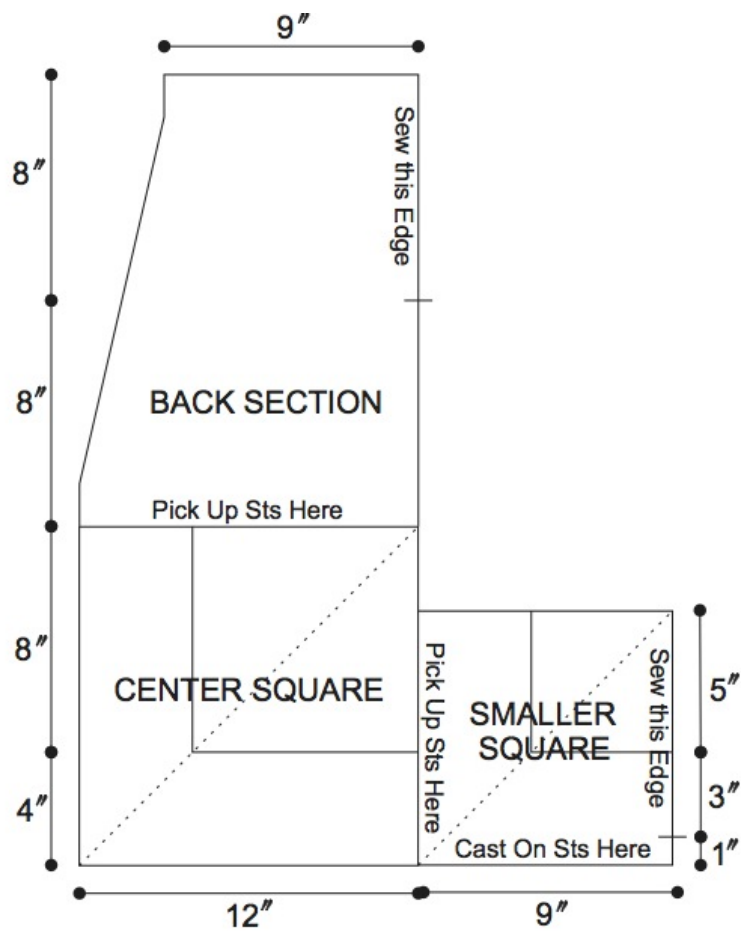 9″
8″
Sew this Edge
8″
BACK SECTION
Pick Up Sts Here
8″
CENTER SQUARE
Pick Up Sts Here
SMALLER
SQUARE
Sew this Edge
5″
3″
4″
Cast On Sts Here
1″
12″
9″